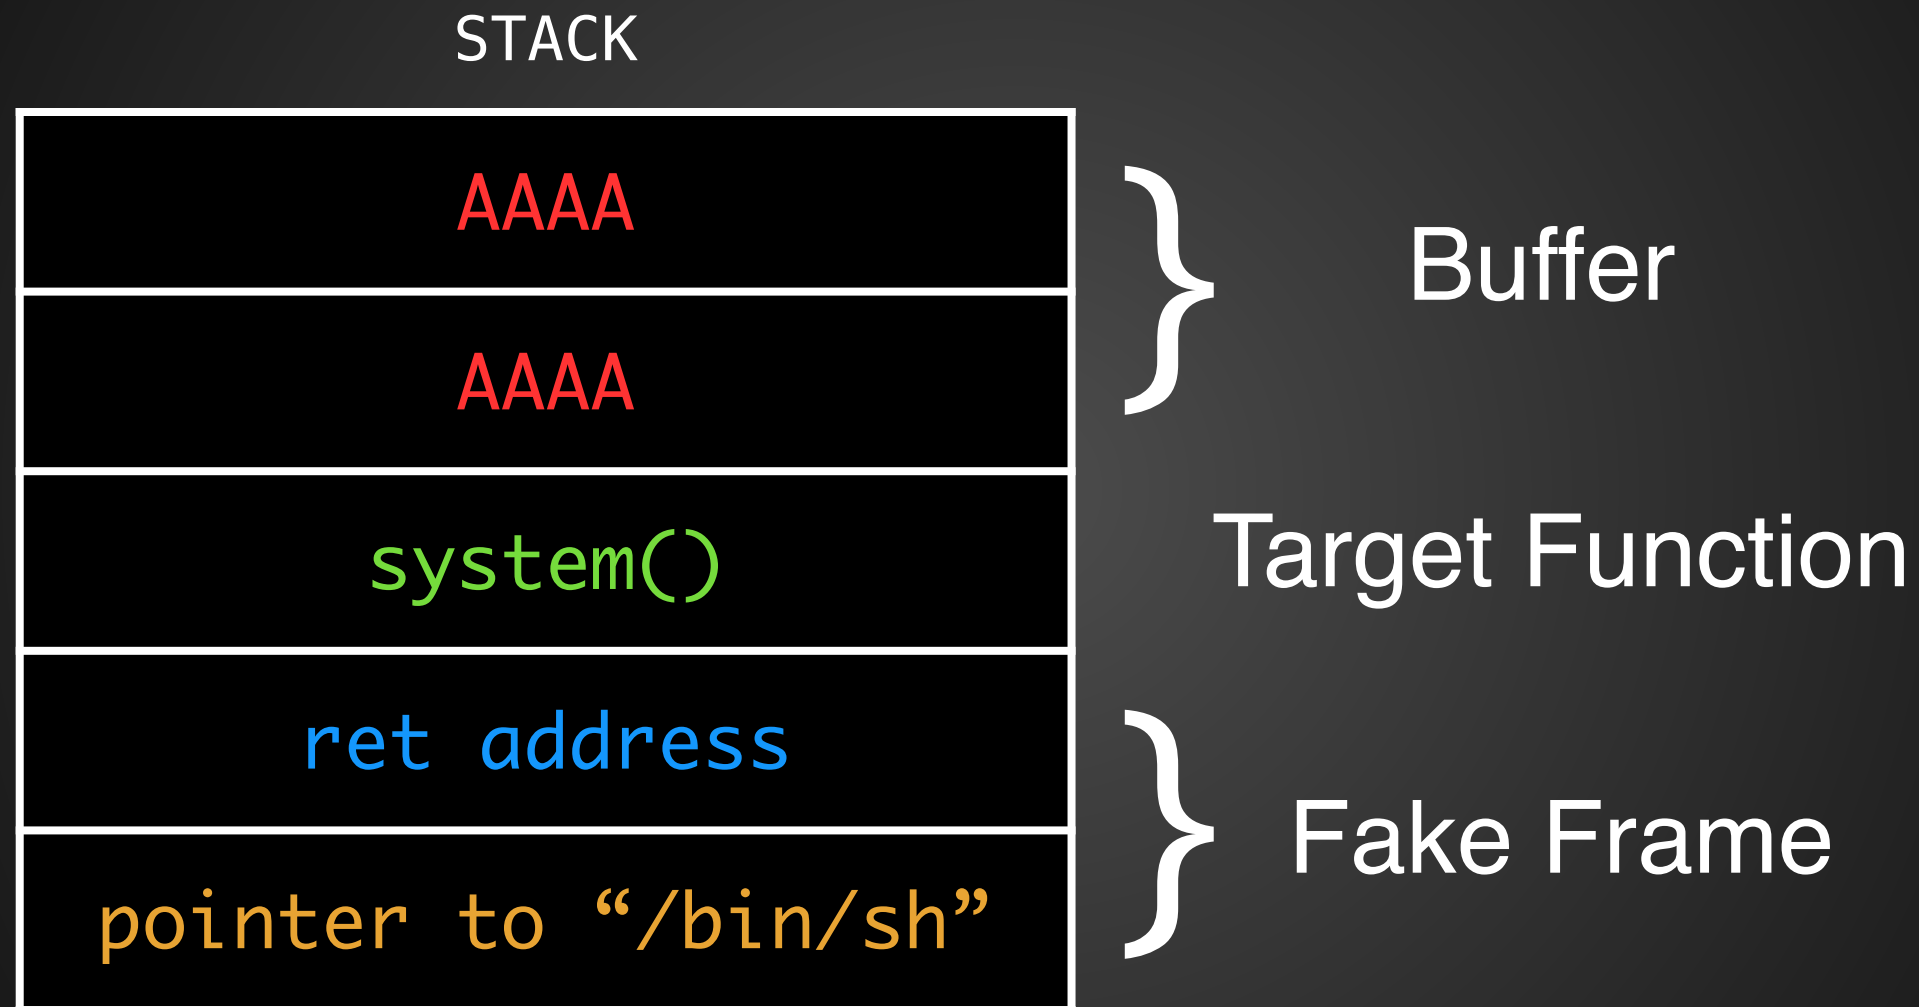 STACK
AAAA
Buffer
AAAA
system()
Target Function
ret address
Fake Frame
pointer to “/bin/sh”